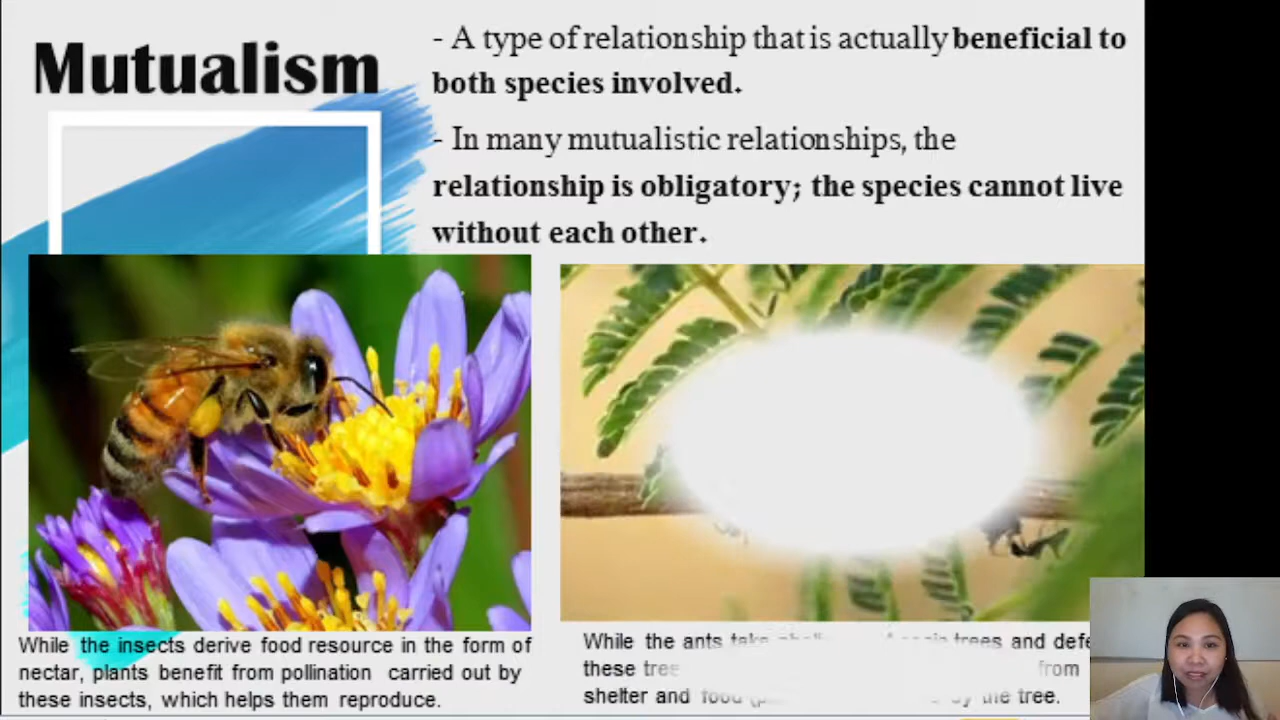 Mutualism
- A type of relationship that is actually beneficial to
both species involved.
- In many mutualistic relationships, the
relationship is obligatory; the species cannot live
without each other.
While the insects derive food resource in the form of
nectar, plants benefit from pollination carried out by
these insects, which helps them reproduce.
While the ants take trees and
these from
shelter and food by the tree.